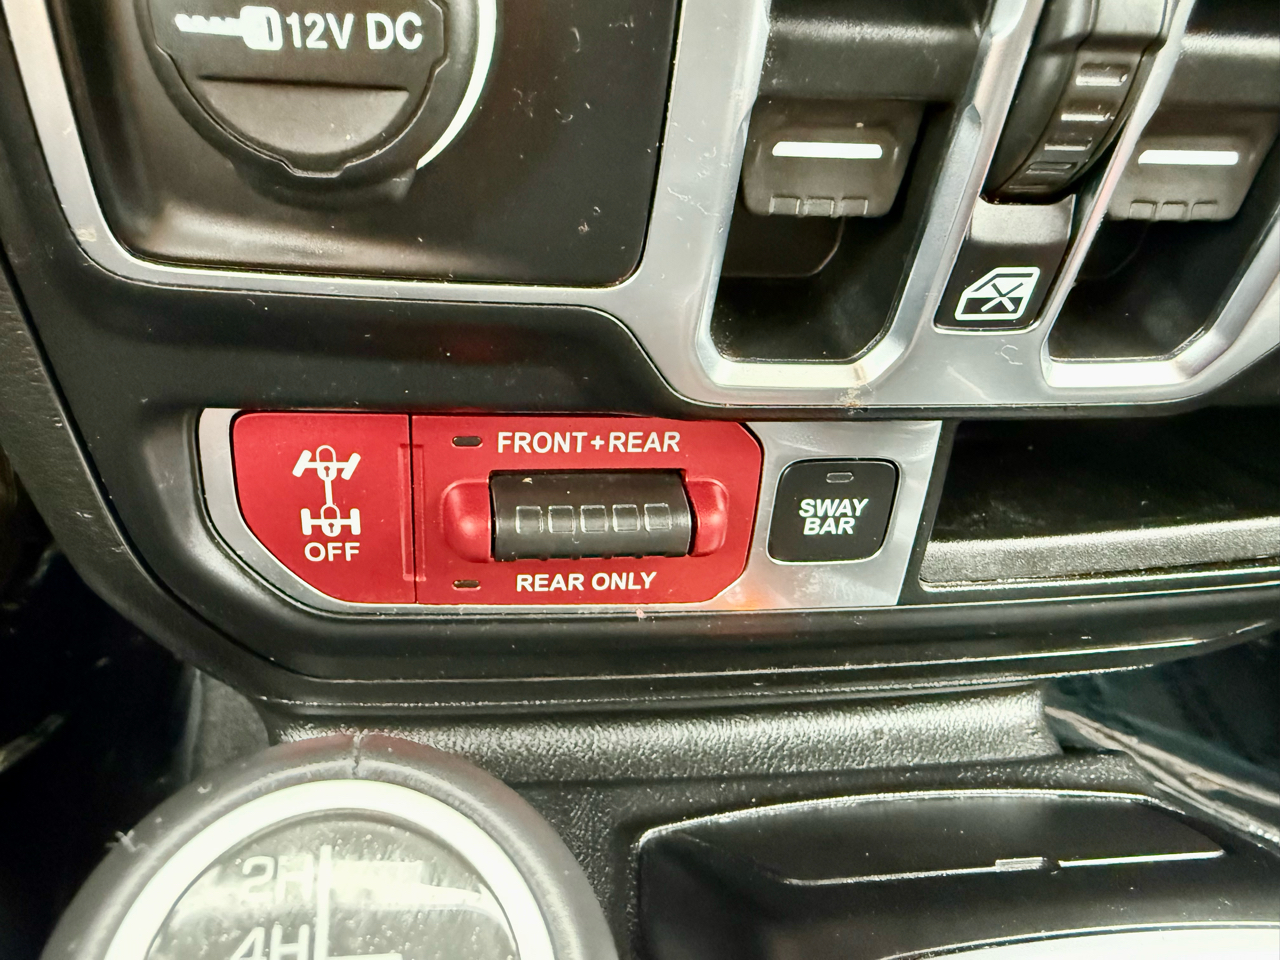 12V DC
FRONT+REAR
OFF
REAR ONLY
SWAY
BAR
2H
4H